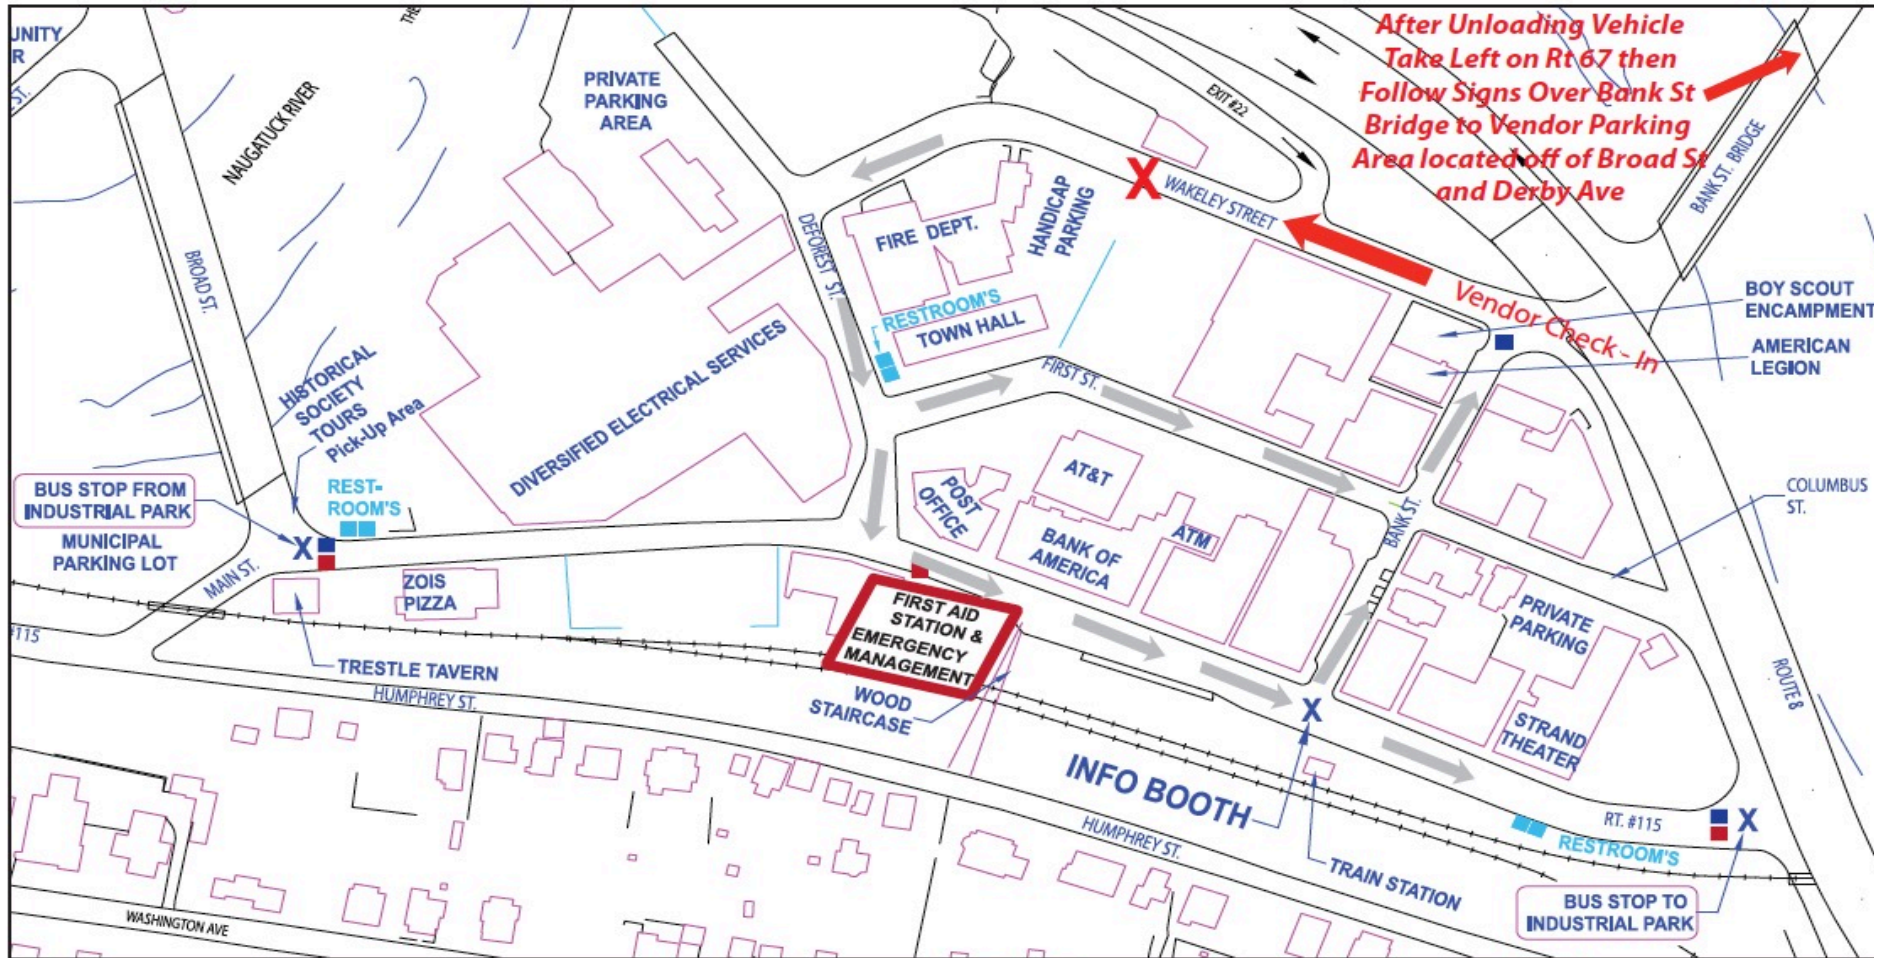 UNITY
R
ST.
THE
NAUGATUCK RIVER
PRIVATE
PARKING
AREA
EXIT #22
After Unloading Vehicle
Take Left on Rt 67 then
Follow Signs Over Bank St
Bridge to Vendor Parking
Area located off of Broad St
and Derby Ave
BANK ST. BRIDGE
X
WAKELEY STREET
HANDICAP
PARKING
FIRE DEPT.
DEFOREST ST.
BROAD ST.
RESTROOM'S
TOWN HALL
Vendor Check - In
BOY SCOUT
ENCAMPMENT
AMERICAN
LEGION
FIRST ST.
HISTORICAL
SOCIETY
TOURS
Pick-Up Area
DIVERSIFIED ELECTRICAL SERVICES
BUS STOP FROM
INDUSTRIAL PARK
MUNICIPAL
PARKING LOT
X
REST-
ROOM'S
POST
OFFICE
AT&T
BANK OF
AMERICA
ATM
BANK ST.
COLUMBUS
ST.
MAIN ST.
ZOIS
PIZZA
FIRST AID
STATION &
EMERGENCY
MANAGEMENT
PRIVATE
PARKING
#115
TRESTLE TAVERN
HUMPHREY ST.
WOOD
STAIRCASE
X
INFO BOOTH
STRAND
THEATER
ROUTE 8
HUMPHREY ST.
TRAIN STATION
RT. #115
X
RESTROOM'S
BUS STOP TO
INDUSTRIAL PARK
WASHINGTON AVE